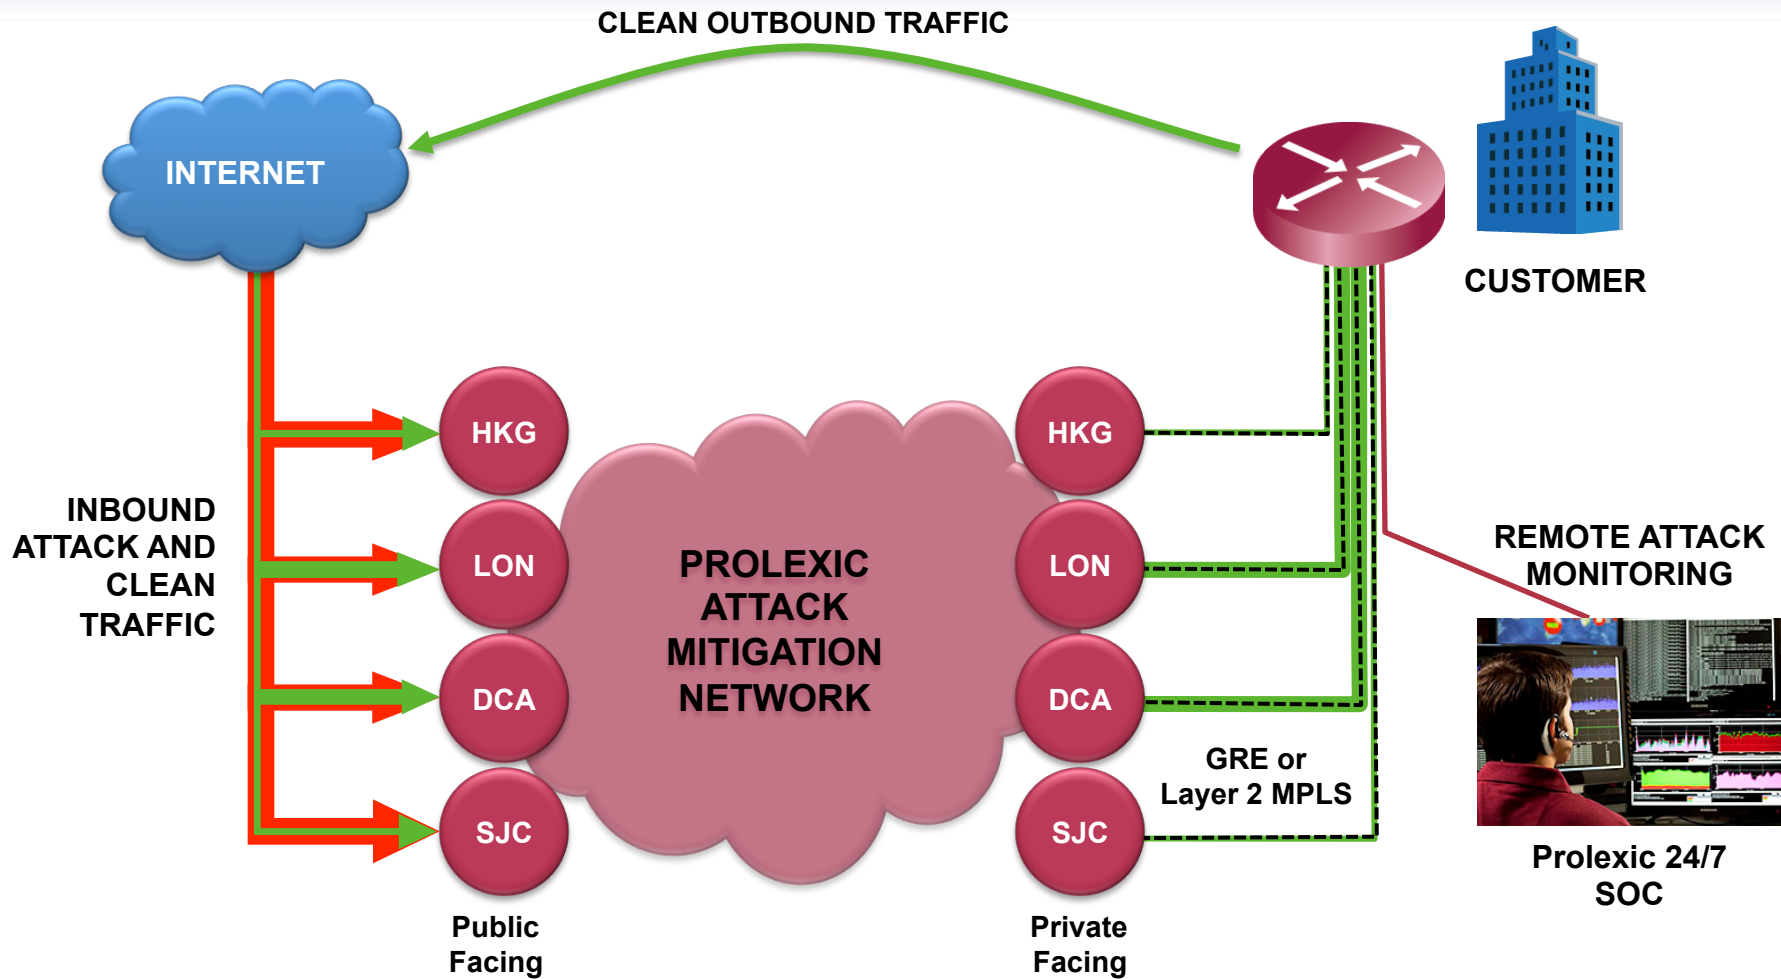 CLEAN OUTBOUND TRAFFIC
INTERNET
CUSTOMER
INBOUND
ATTACK AND
CLEAN
TRAFFIC
HKG
LON
DCA
SJC
Public
Facing
PROLEXIC
ATTACK
MITIGATION
NETWORK
HKG
LON
DCA
SJC
Private
Facing
GRE or
Layer 2 MPLS
REMOTE ATTACK
MONITORING
Prolexic 24/7
SOC